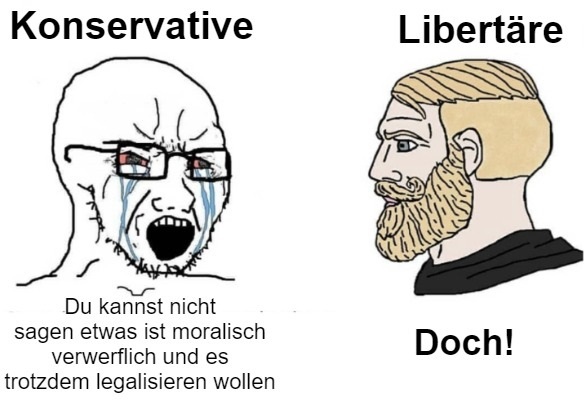 Konservative
Libertäre
Du kannst nicht
sagen etwas ist moralisch
verwerflich und es
trotzdem legalisieren wollen
Doch!